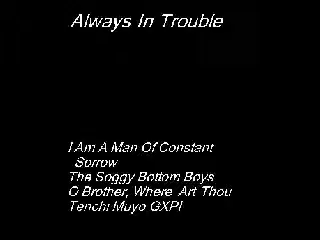 Always In Trouble
I Am A Man Of Constant
Sorrow
The Soggy Bottom Boys
O Brother, Where Art Thou
Tenchi Muyo GXP!